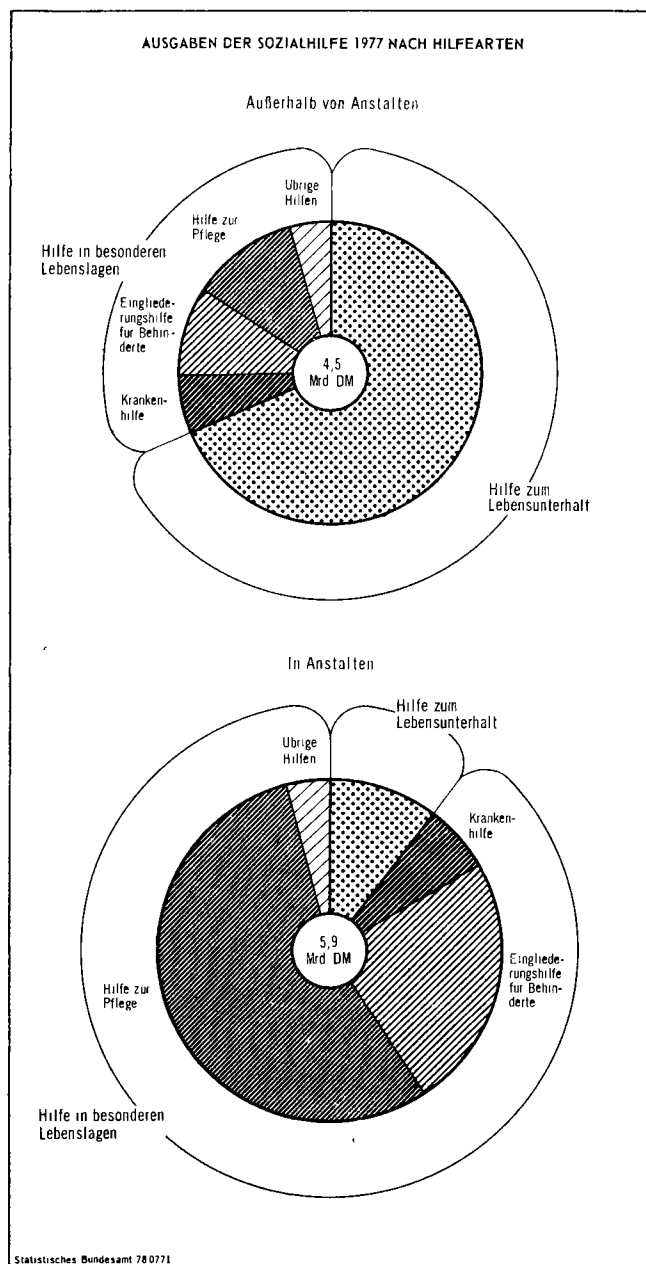 AUSGABEN DER SOZIALHILFE 1977 NACH HILFEARTEN
Außerhalb von Anstalten
Übrige
Hilfen
Hilfe zur
Pflege
Hilfe in besonderen
Lebenslagen
Eingliede-
rungshilfe
für Behin-
derte
4,5
Mrd DM
Kranken-
hilfe
Hilfe zum
Lebensunterhalt
In Anstalten
Hilfe zum
Lebensunterhalt
Übrige
Hilfen
Kranken-
hilfe
5,9
Mrd DM
Eingliede-
rungshilfe
für Behin-
derte
Hilfe zur
Pflege
Hilfe in besonderen
Lebenslagen
Statistisches Bundesamt 78 0771